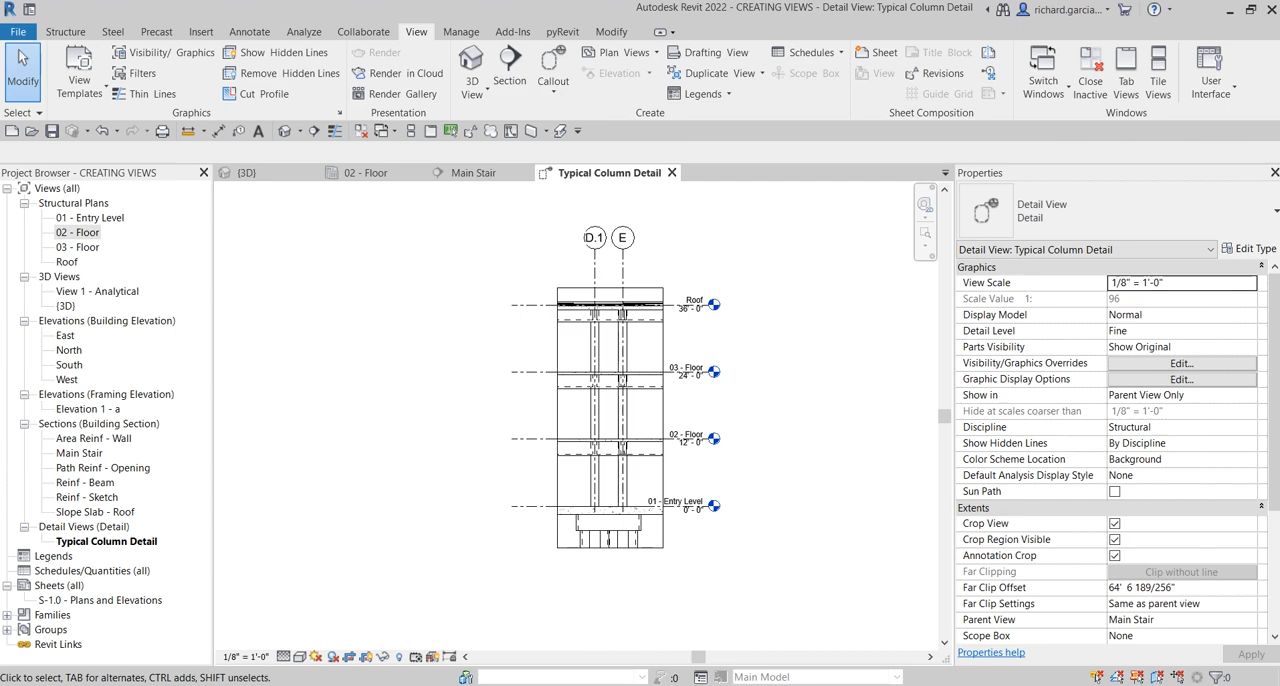 Autodesk Revit 2022 - CREATING VIEWS - Detail View: Typical Column Detail
richard.garcia...
File Structure Steel Precast Insert Annotate Analyze Collaborate View Manage Add-Ins pyRevit Modify
Modify
View Templates
Visibility/ Graphics
Filters
Thin Lines
Show Hidden Lines
Remove Hidden Lines
Cut Profile
Render
Render in Cloud
Render Gallery
3D View
Section
Callout
Plan Views
Elevation
Drafting View
Duplicate View
Legends
Schedules
Scope Box
Sheet
View
Title Block
Revisions
Guide Grid
Switch Windows
Close Inactive
Tab Views
Tile Views
User Interface
Select Graphics Presentation Create Sheet Composition Windows
Project Browser - CREATING VIEWS
{3D} 02 - Floor Main Stair Typical Column Detail
Views (all)
Structural Plans
01 - Entry Level
02 - Floor
03 - Floor
Roof
3D Views
View 1 - Analytical
{3D}
Elevations (Building Elevation)
East
North
South
West
Elevations (Framing Elevation)
Elevation 1 - a
Sections (Building Section)
Area Reinf - Wall
Main Stair
Path Reinf - Opening
Reinf - Beam
Reinf - Sketch
Slope Slab - Roof
Detail Views (Detail)
Typical Column Detail
Legends
Schedules/Quantities (all)
Sheets (all)
S-1.0 - Plans and Elevations
Families
Groups
Revit Links
D.1 E
Roof
36' - 0"
03 - Floor
24' - 0"
02 - Floor
12' - 0"
01 - Entry Level
0' - 0"
1/8" = 1'-0"
Properties
Detail View
Detail
Detail View: Typical Column Detail Edit Type
Graphics
View Scale 1/8" = 1'-0"
Scale Value 1: 96
Display Model Normal
Detail Level Fine
Parts Visibility Show Original
Visibility/Graphics Overrides Edit...
Graphic Display Options Edit...
Show in Parent View Only
Hide at scales coarser than 1/8" = 1'-0"
Discipline Structural
Show Hidden Lines By Discipline
Color Scheme Location Background
Default Analysis Display Style None
Sun Path
Extents
Crop View
Crop Region Visible
Annotation Crop
Far Clipping Clip without line
Far Clip Offset 64' 6 189/256"
Far Clip Settings Same as parent view
Parent View Main Stair
Scope Box None
Properties help Apply
Click to select, TAB for alternates, CTRL adds, SHIFT unselects. :0 Main Model :0